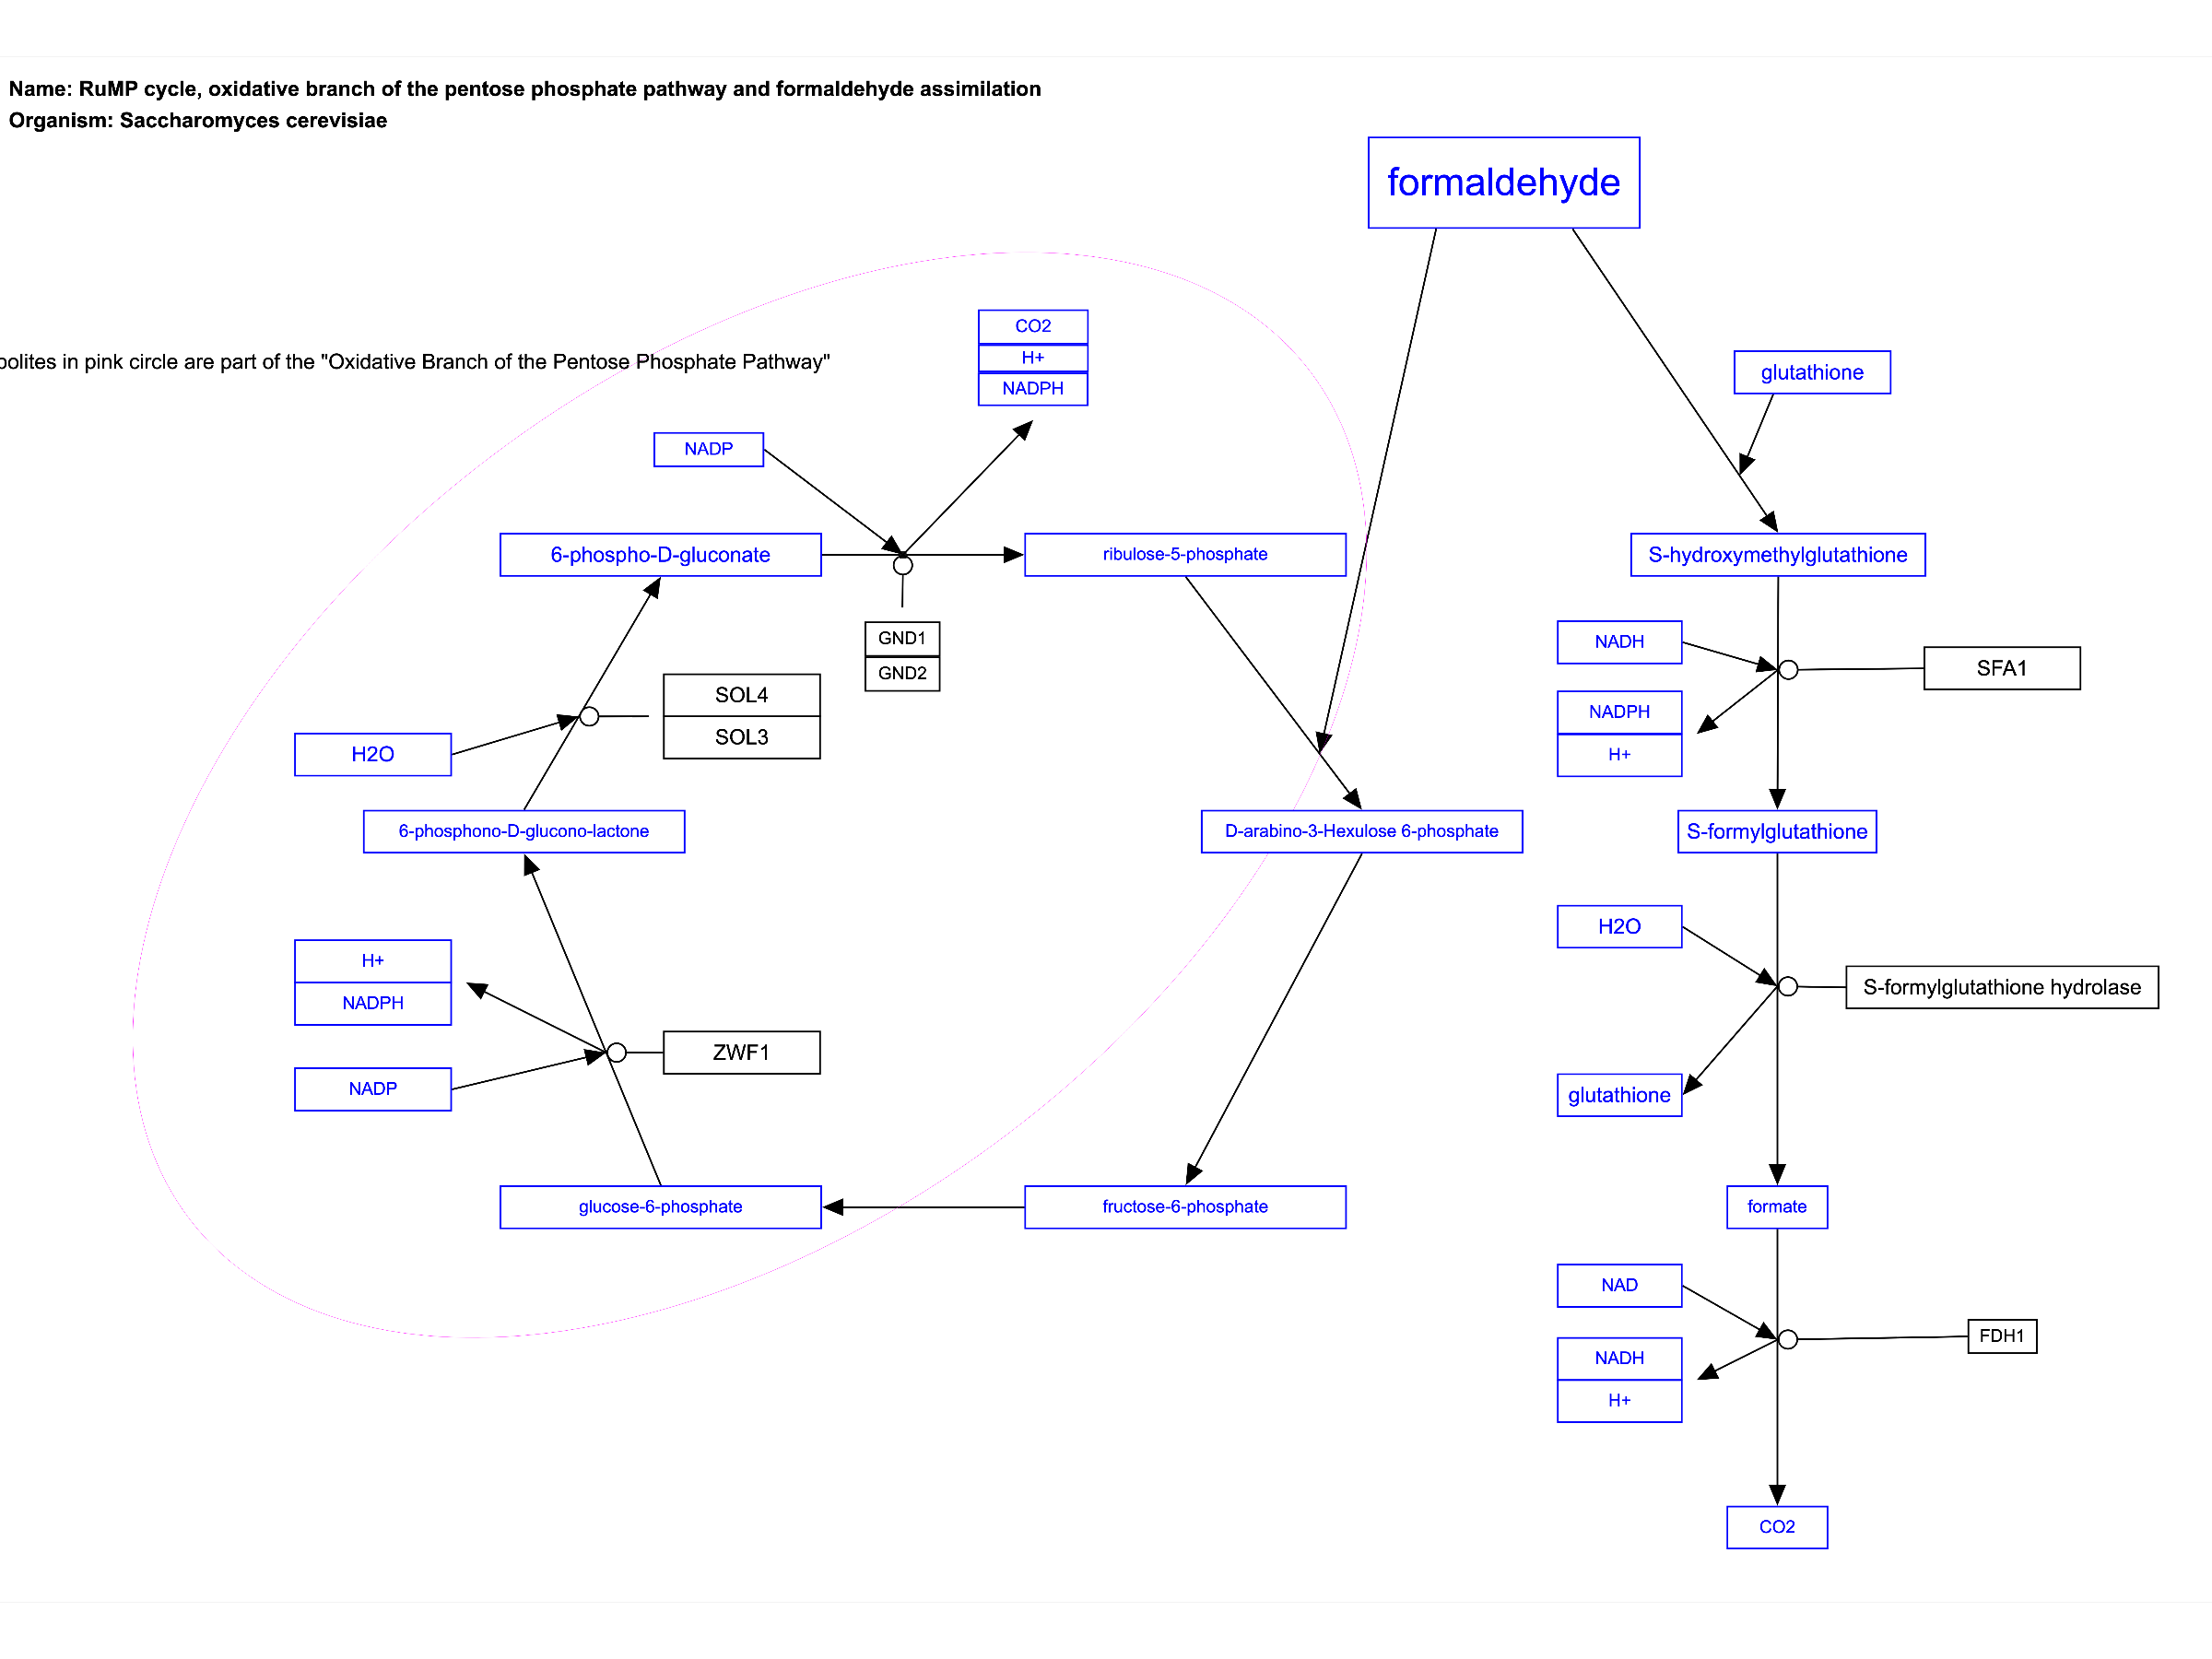 Name: RuMP cycle, oxidative branch of the pentose phosphate pathway and formaldehyde assimilation
Organism: Saccharomyces cerevisiae
formaldehyde
CO2
H+
NADPH
in pink circle are part of the "Oxidative Branch of the Pentose Phosphate Pathway"
glutathione
NADP
6-phospho-D-gluconate
ribulose-5-phosphate
S-hydroxymethylglutathione
GND1
GND2
NADH
SFA1
SOL4
SOL3
NADPH
H+
H2O
6-phosphono-D-glucono-lactone
D-arabino-3-Hexulose 6-phosphate
S-formylglutathione
H2O
H+
NADPH
S-formylglutathione hydrolase
ZWF1
NADP
glutathione
glucose-6-phosphate
fructose-6-phosphate
formate
NAD
FDH1
NADH
H+
CO2